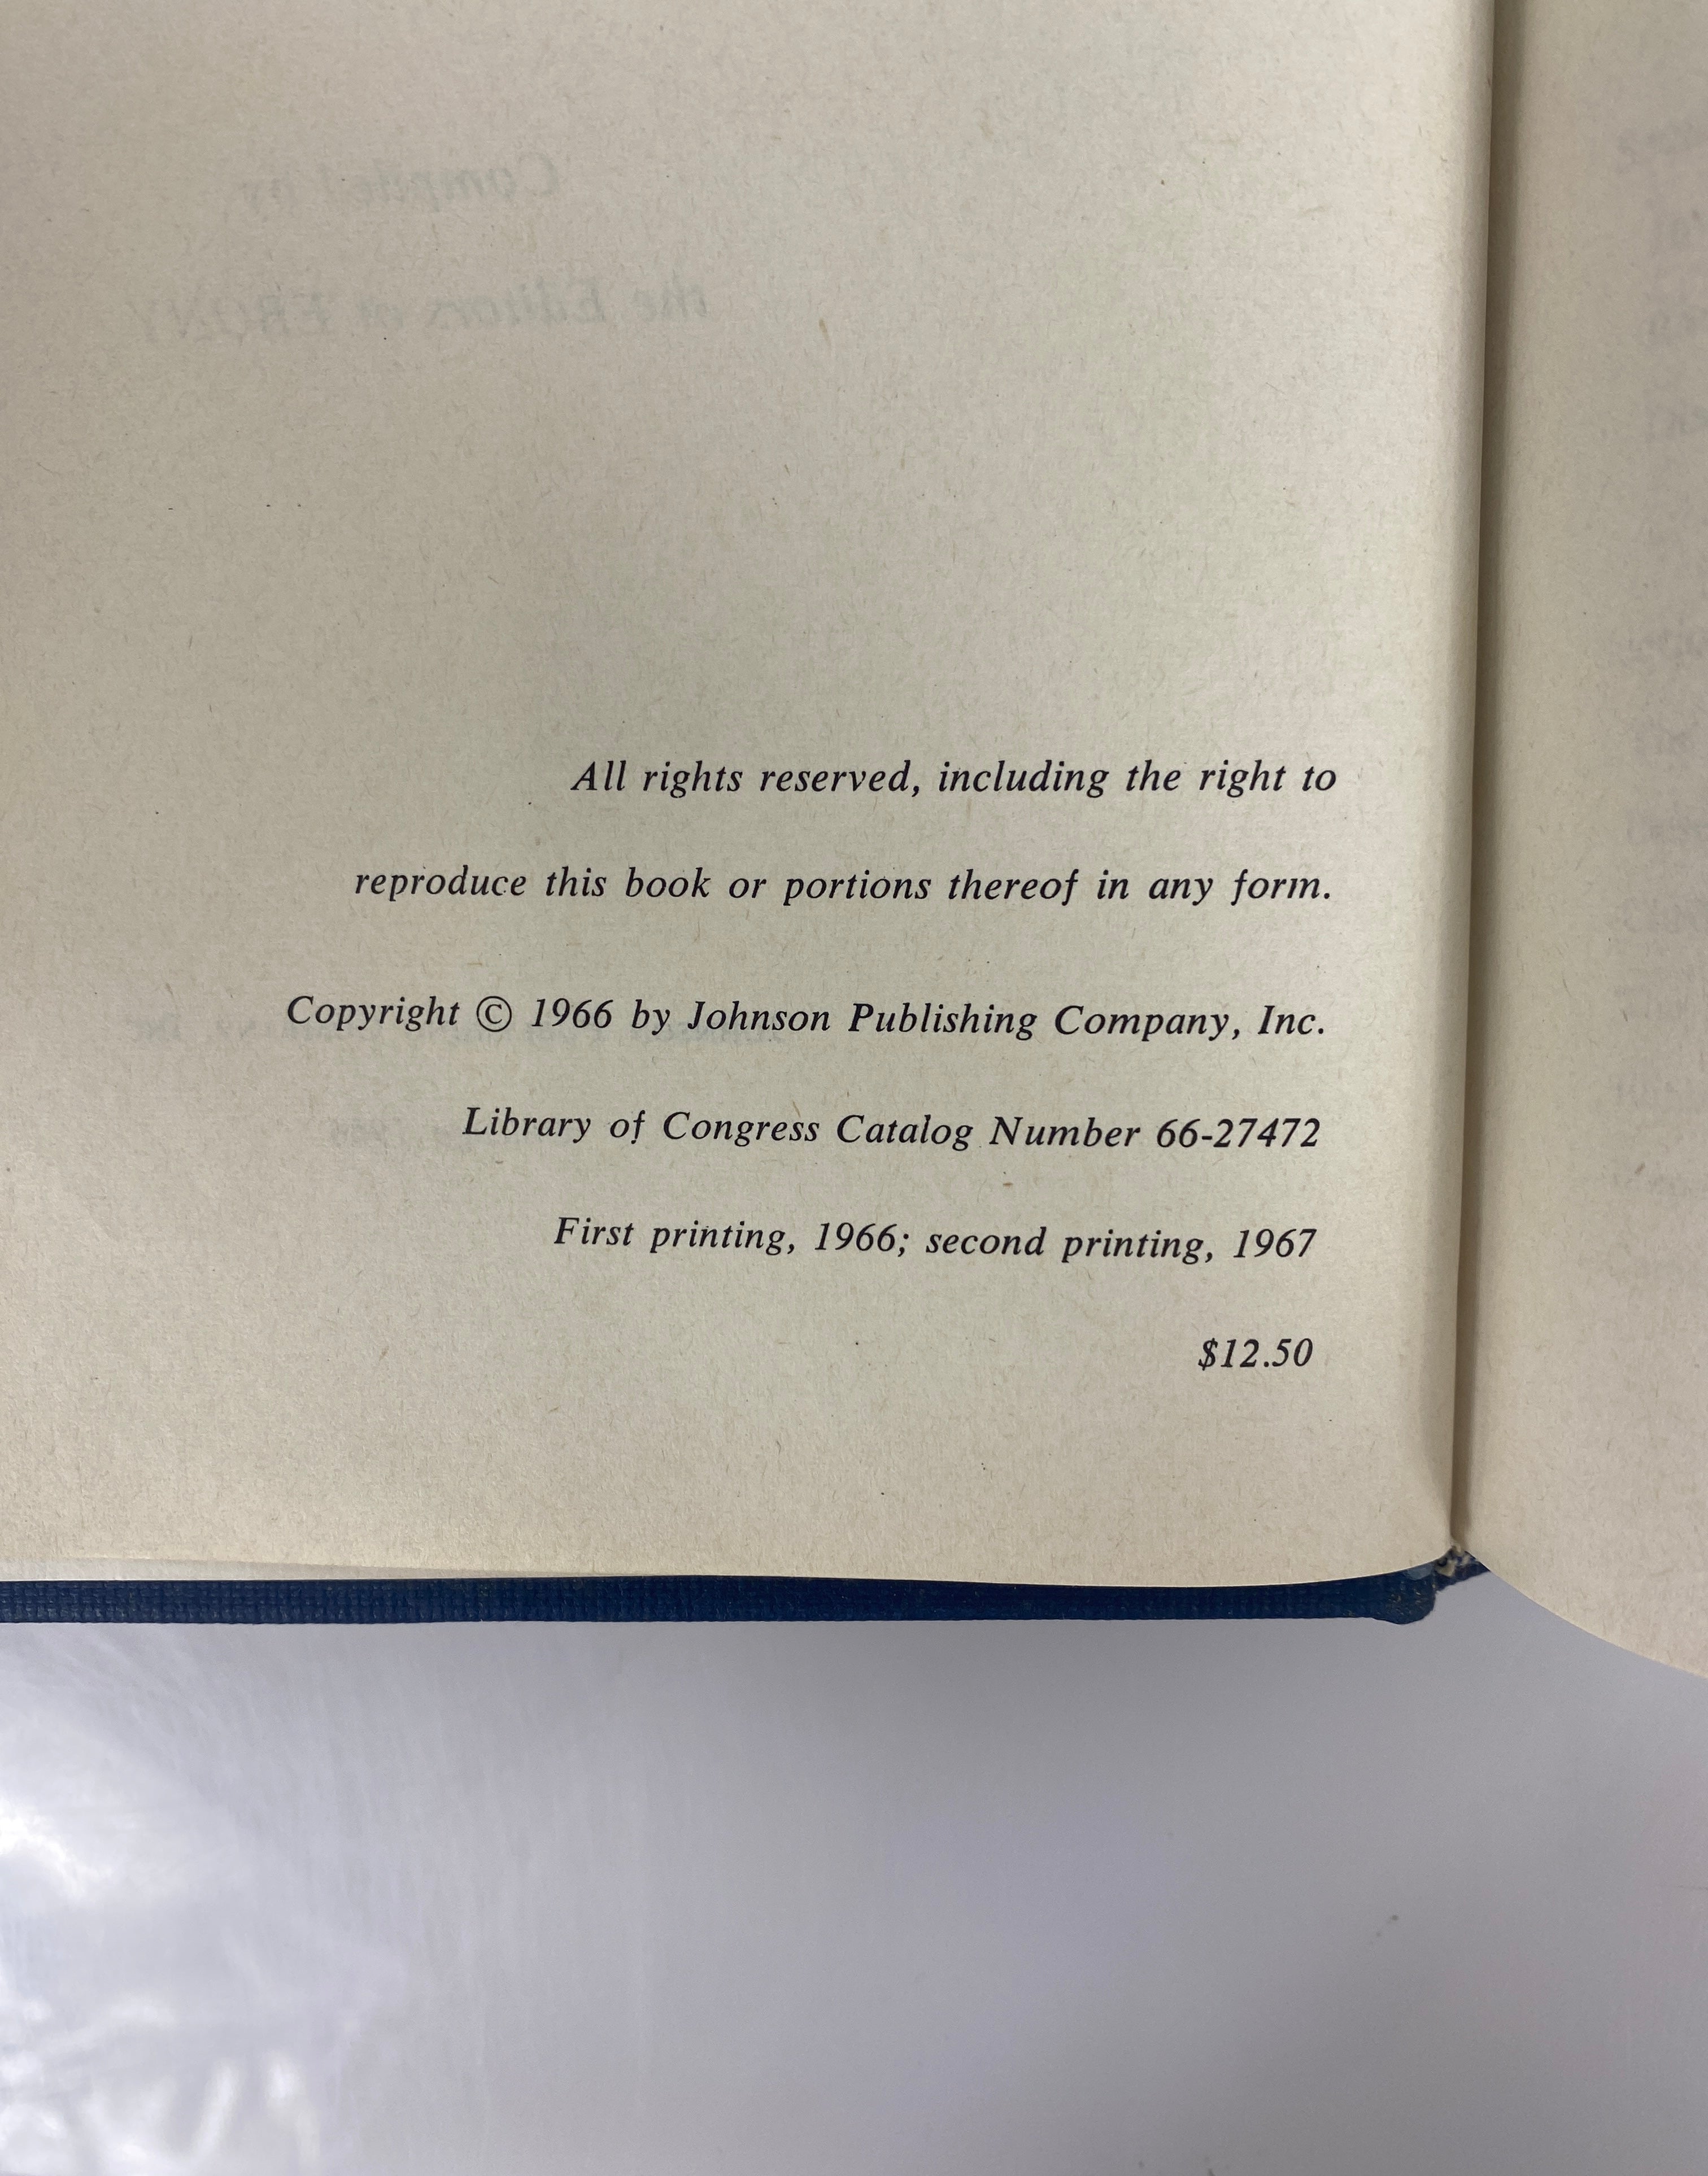 All rights reserved, including the right to
reproduce this book or portions thereof in any form.
Copyright © 1966 by Johnson Publishing Company, Inc.
Library of Congress Catalog Number 66-27472
First printing, 1966; second printing, 1967
$12.50